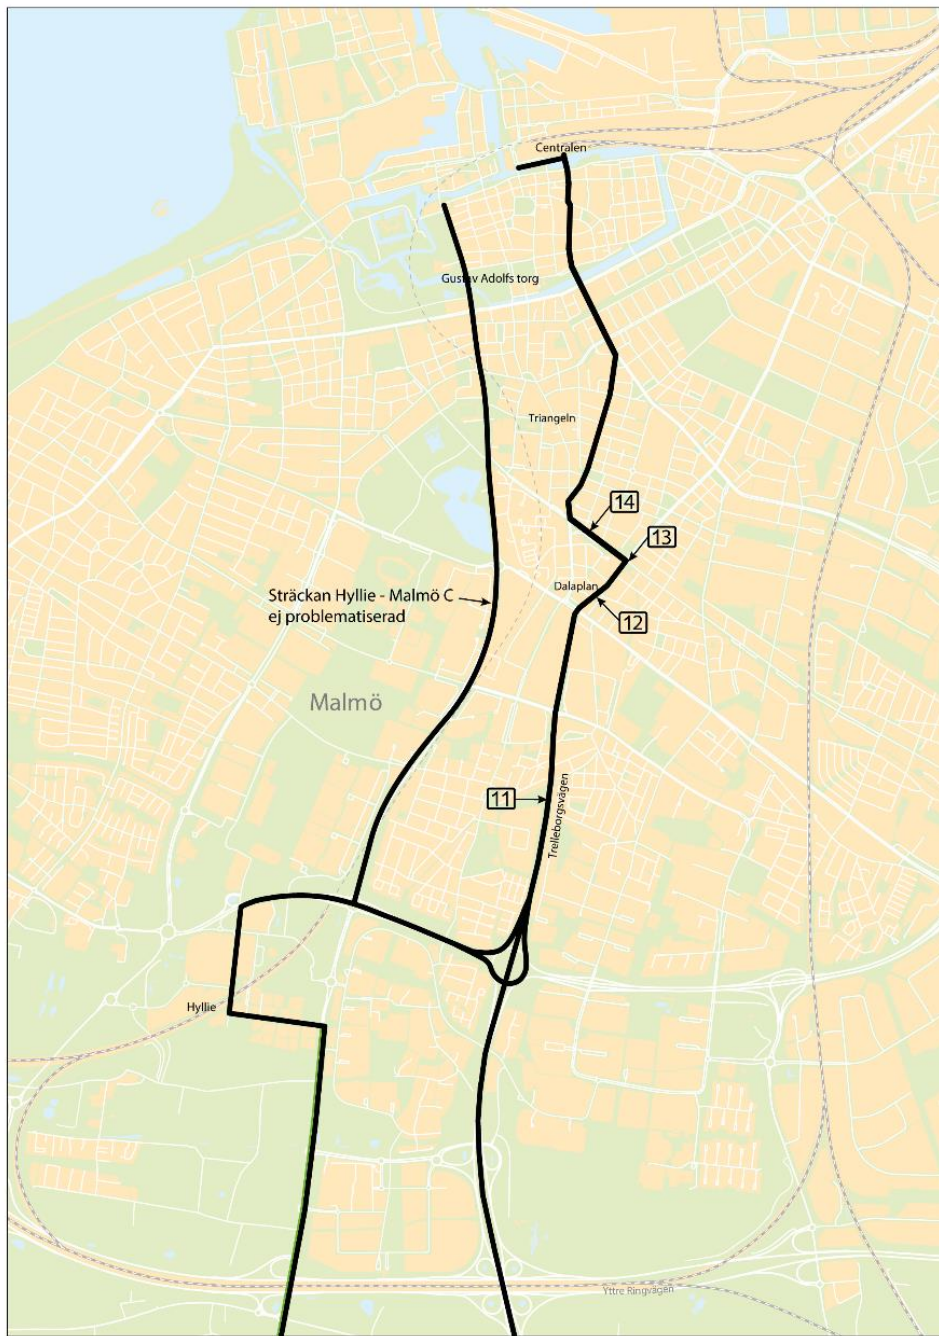 Centralen
Gustav Adolfs torg
Triangeln
14
13
Dalaplan
Sträckan Hyllie - Malmö C
ej problematiserad
12
Malmö
11
Trelleborgsvägen
Hyllie
Yttre Ringvägen